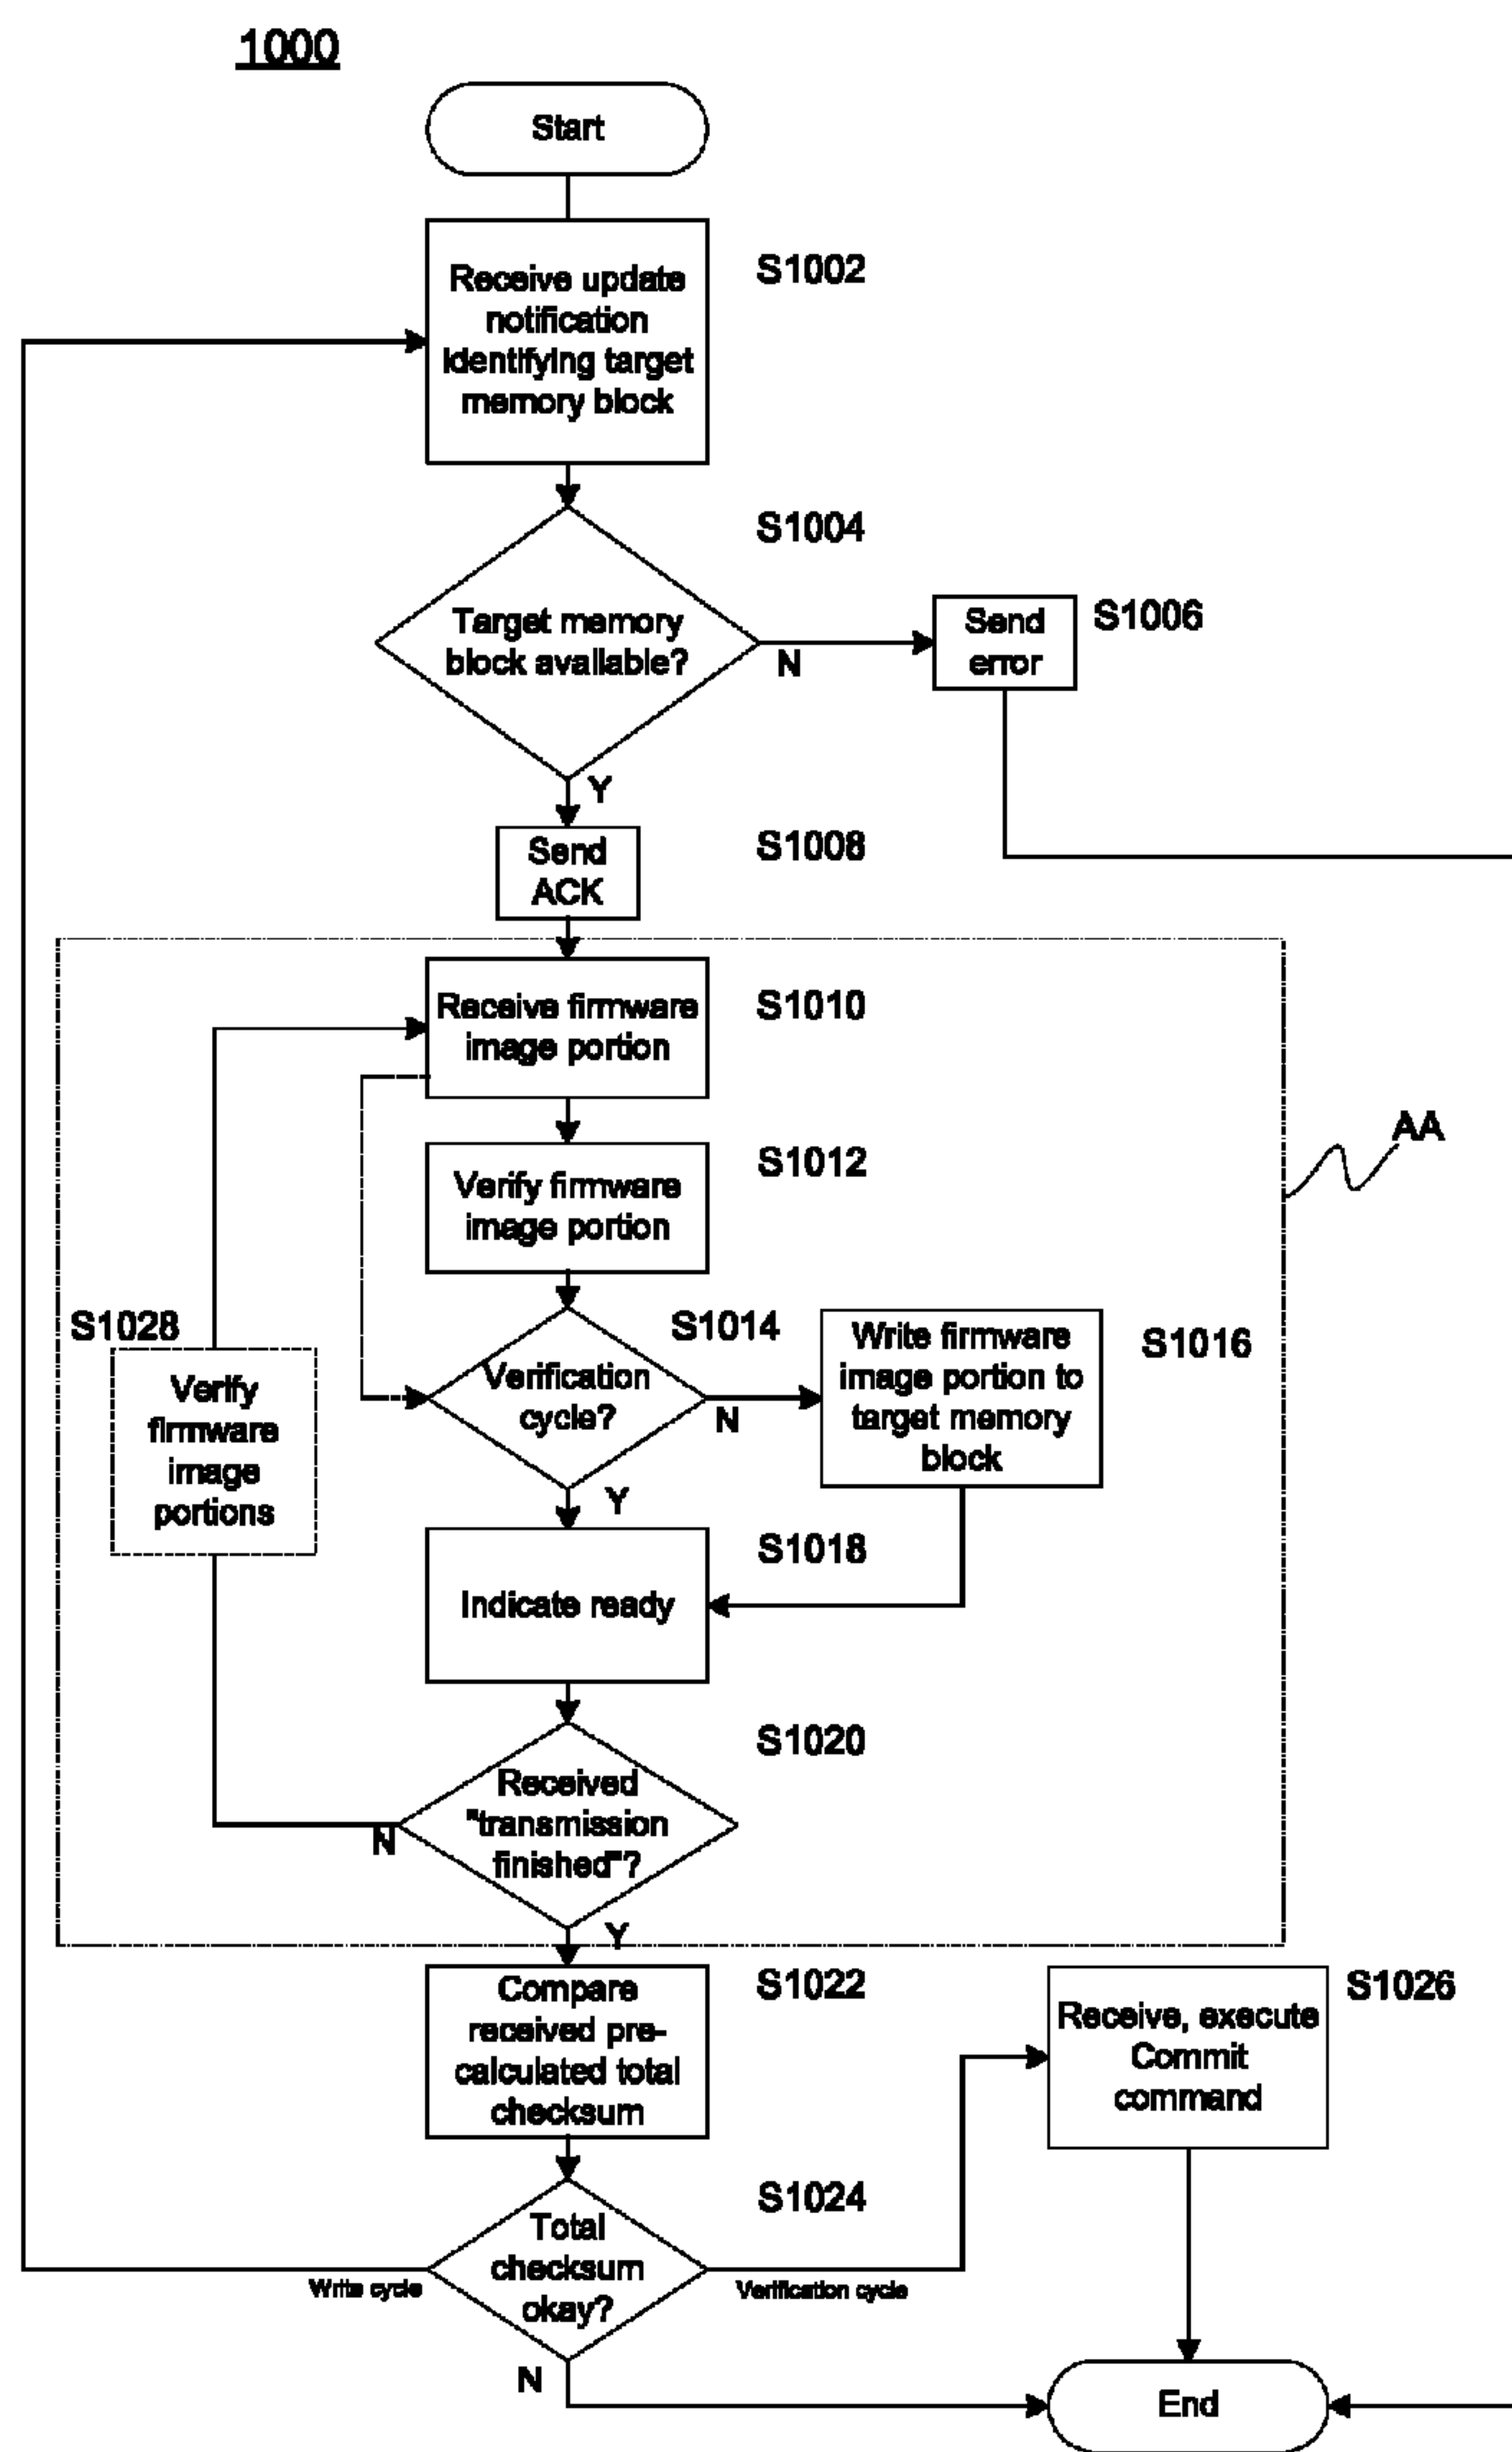 1000
Start
Receive update
notification
identifying target
memory block
S1002
S1004
Target memory
block available?
N
Send
error
S1006
Y
Send
ACK
S1008
Receive firmware
image portion
S1010
AA
Verify firmware
image portion
S1012
S1028
Verify
firmware
image
portions
S1014
Verification
cycle?
N
Write firmware
image portion to
target memory
block
S1016
Y
Indicate ready
S1018
S1020
Received
"transmission
finished"?
N
Y
Compare
received pre-
calculated total
checksum
S1022
Receive, execute
Commit
command
S1026
S1024
Total
checksum
okay?
Write cycle
Verification cycle
N
End